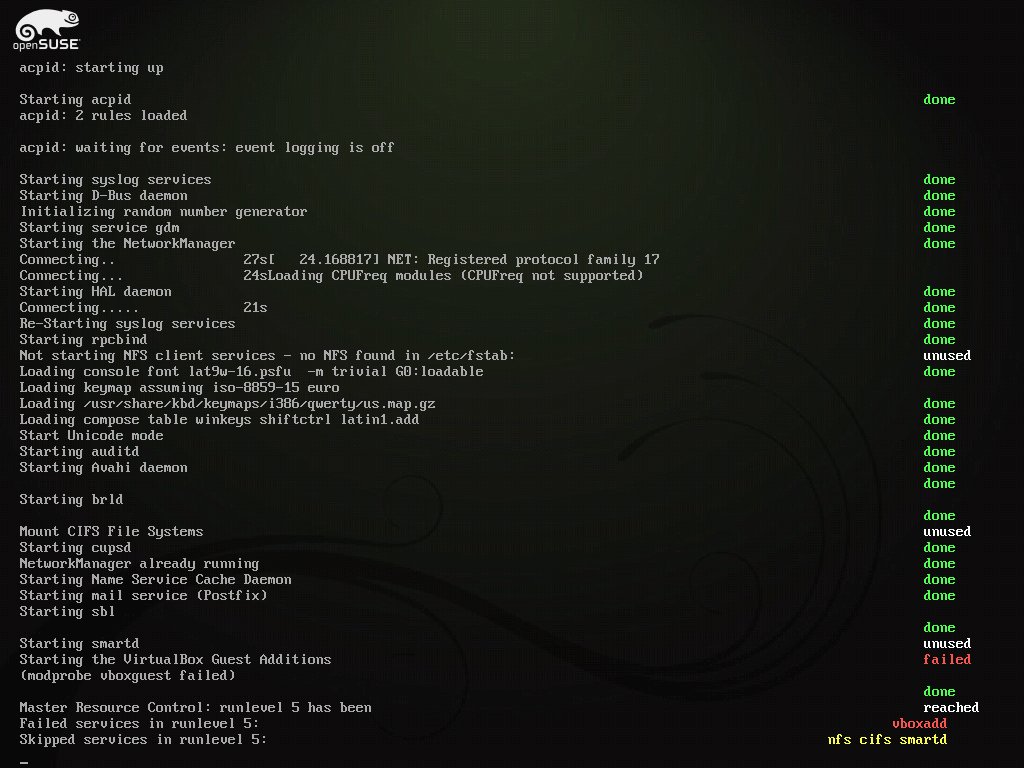 openSUSE
acpid: starting up
Starting acpid done
acpid: 2 rules loaded
acpid: waiting for events: event logging is off
Starting syslog services done
Starting D-Bus daemon done
Initializing random number generator done
Starting service gdm done
Starting the NetworkManager done
Connecting.. 27s[ 24.168817] NET: Registered protocol family 17
Connecting... 24sLoading CPUFreq modules (CPUFreq not supported)
Starting HAL daemon done
Connecting..... 21s done
Re-Starting syslog services done
Starting rpcbind done
Not starting NFS client services - no NFS found in /etc/fstab: unused
Loading console font lat9w-16.psfu -m trivial G0:loadable done
Loading keymap assuming iso-8859-15 euro
Loading /usr/share/kbd/keymaps/i386/qwerty/us.map.gz done
Loading compose table winkeys shiftctrl latin1.add done
Start Unicode mode done
Starting auditd done
Starting Avahi daemon done
done
Starting brld
done
Mount CIFS File Systems unused
Starting cupsd done
NetworkManager already running done
Starting Name Service Cache Daemon done
Starting mail service (Postfix) done
Starting sbl
done
Starting smartd unused
Starting the VirtualBox Guest Additions failed
(modprobe vboxguest failed)
done
Master Resource Control: runlevel 5 has been reached
Failed services in runlevel 5: vboxadd
Skipped services in runlevel 5: nfs cifs smartd
_